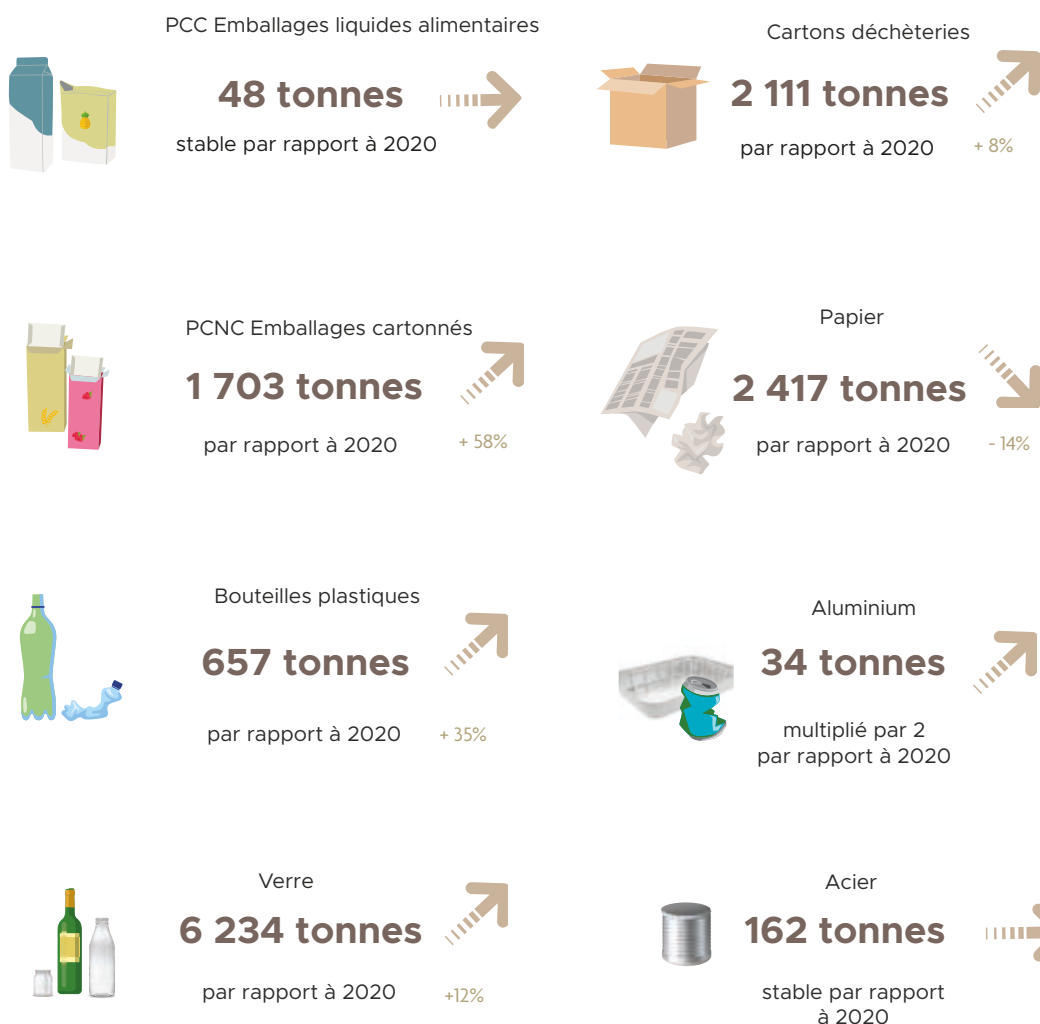 PCC Emballages liquides alimentaires
48 tonnes
stable par rapport à 2020
Cartons déchèteries
2 111 tonnes
par rapport à 2020
+ 8%
PCNC Emballages cartonnés
1 703 tonnes
par rapport à 2020
+ 58%
Papier
2 417 tonnes
par rapport à 2020
- 14%
Bouteilles plastiques
657 tonnes
par rapport à 2020
+ 35%
Aluminium
34 tonnes
multiplié par 2
par rapport à 2020
Verre
6 234 tonnes
par rapport à 2020
+12%
Acier
162 tonnes
stable par rapport
à 2020